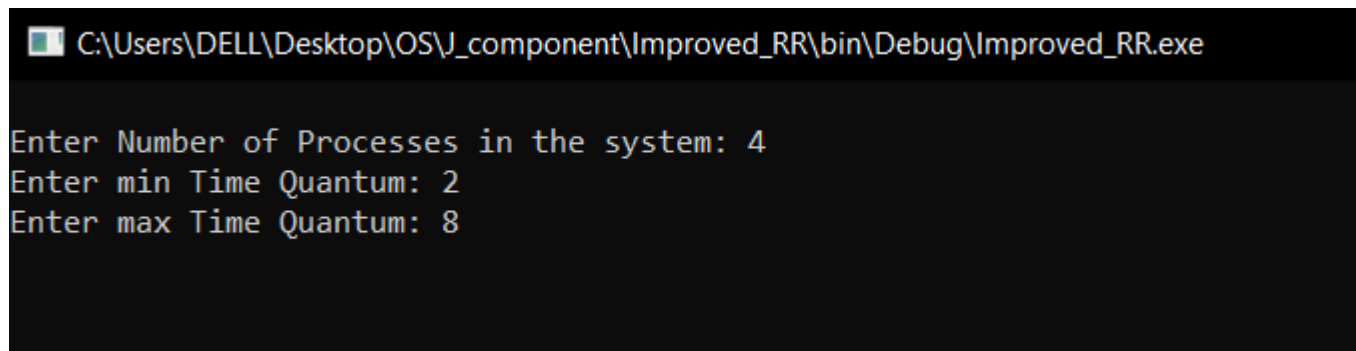 C:\Users\DELL\Desktop\OS\J_component\Improved_RR\bin\Debug\Improved_RR.exe
Enter Number of Processes in the system: 4
Enter min Time Quantum: 2
Enter max Time Quantum: 8